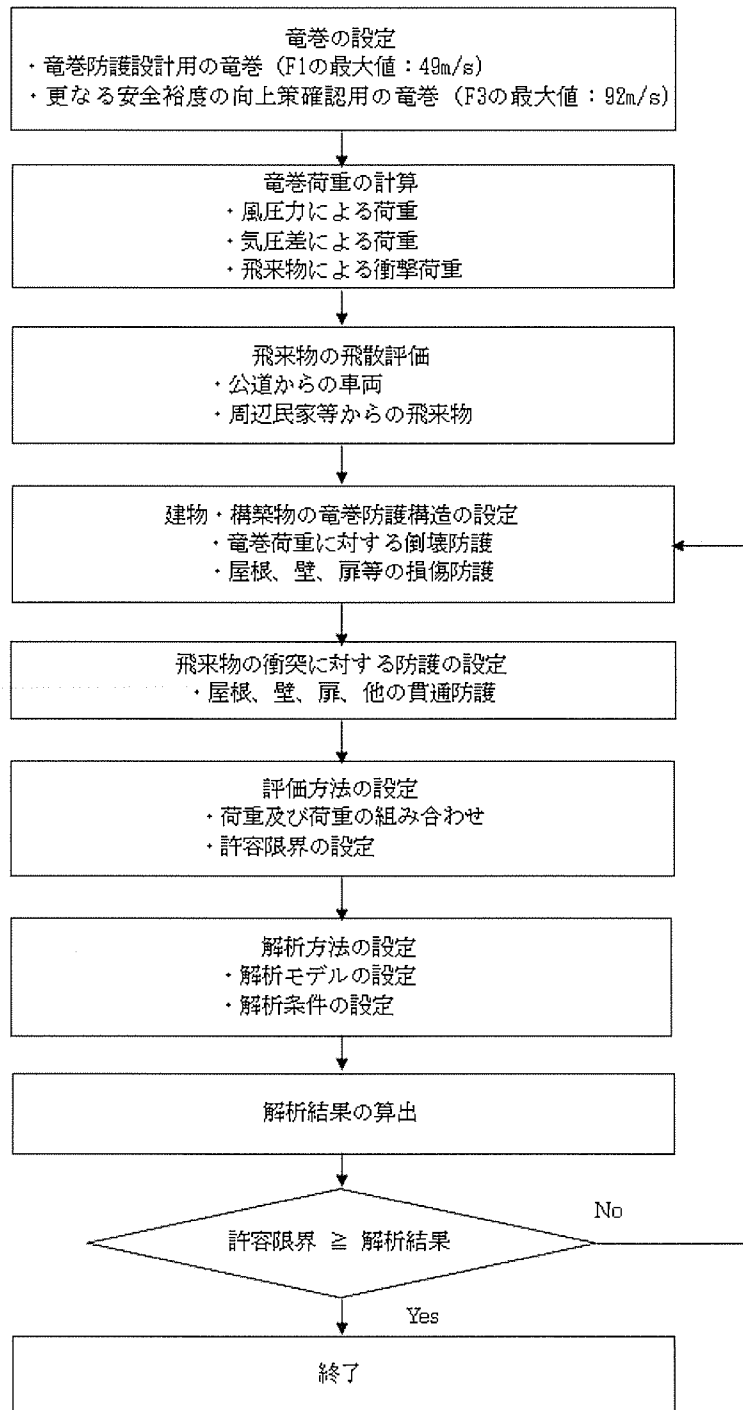 竜巻の設定
・竜巻防護設計用の竜巻（F1の最大値：49m/s）
・更なる安全裕度の向上策確認用の竜巻（F3の最大値：92m/s）
竜巻荷重の計算
・風圧力による荷重
・気圧差による荷重
・飛来物による衝撃荷重
飛来物の飛散評価
・公道からの車両
・周辺民家等からの飛来物
建物・構築物の竜巻防護構造の設定
・竜巻荷重に対する倒壊防護
・屋根、壁、扉等の損傷防護
飛来物の衝突に対する防護の設定
・屋根、壁、扉、他の貫通防護
評価方法の設定
・荷重及び荷重の組み合わせ
・許容限界の設定
解析方法の設定
・解析モデルの設定
・解析条件の設定
解析結果の算出
許容限界 ≧ 解析結果
No
Yes
終了